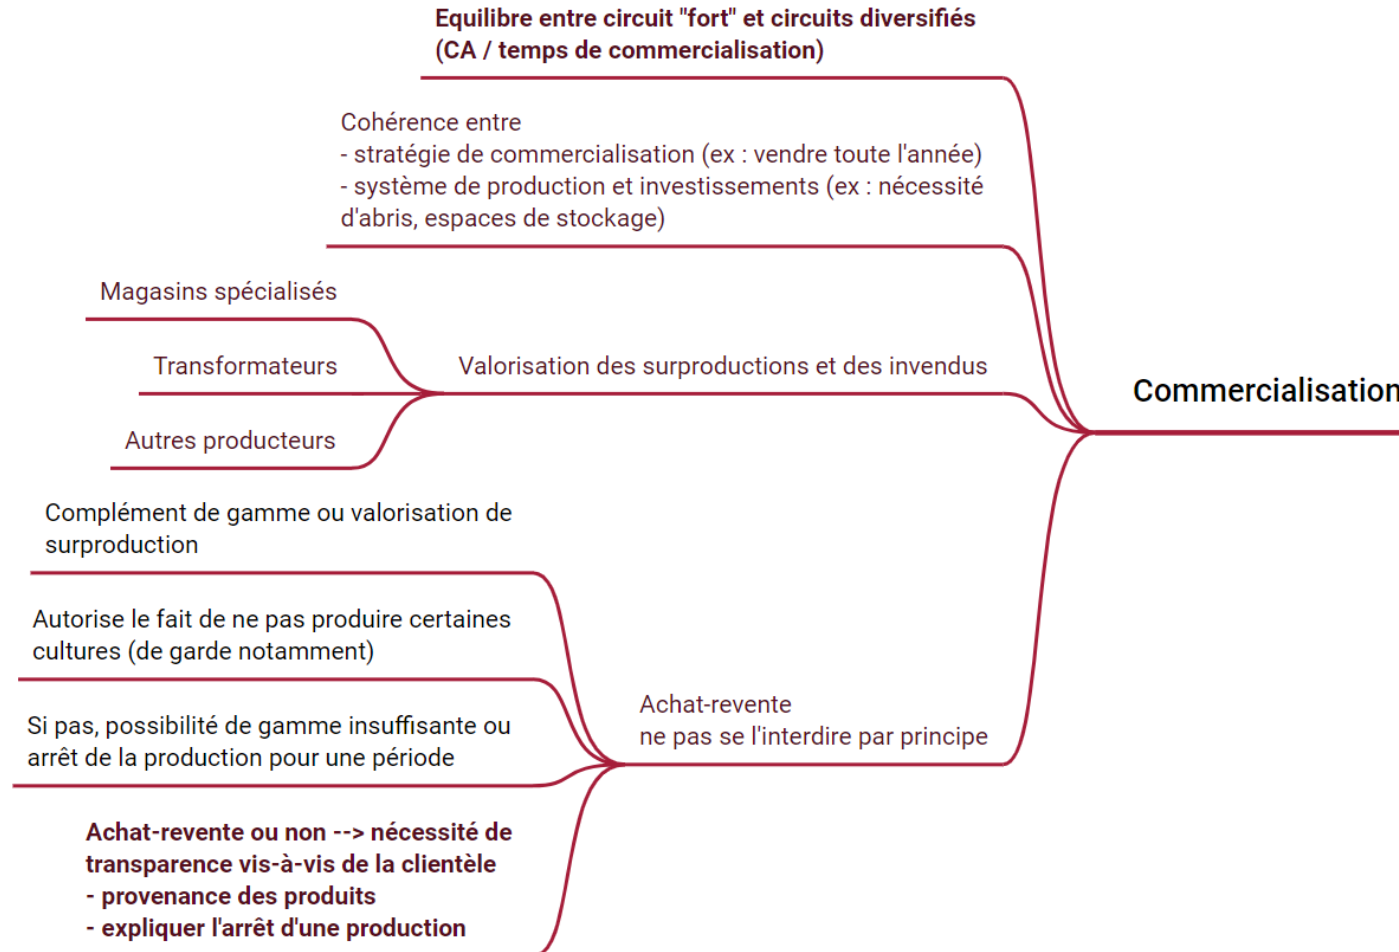 Equilibre entre circuit "fort" et circuits diversifiés
(CA / temps de commercialisation)
Cohérence entre
- stratégie de commercialisation (ex : vendre toute l'année)
- système de production et investissements (ex : nécessité
d'abris, espaces de stockage)
Magasins spécialisés
Transformateurs
Autres producteurs
Valorisation des surproductions et des invendus
Commercialisation
Complément de gamme ou valorisation de
surproduction
Autorise le fait de ne pas produire certaines
cultures (de garde notamment)
Si pas, possibilité de gamme insuffisante ou
arrêt de la production pour une période
Achat-revente ou non --> nécessité de
transparence vis-à-vis de la clientèle
- provenance des produits
- expliquer l'arrêt d'une production
Achat-revente
ne pas se l'interdire par principe